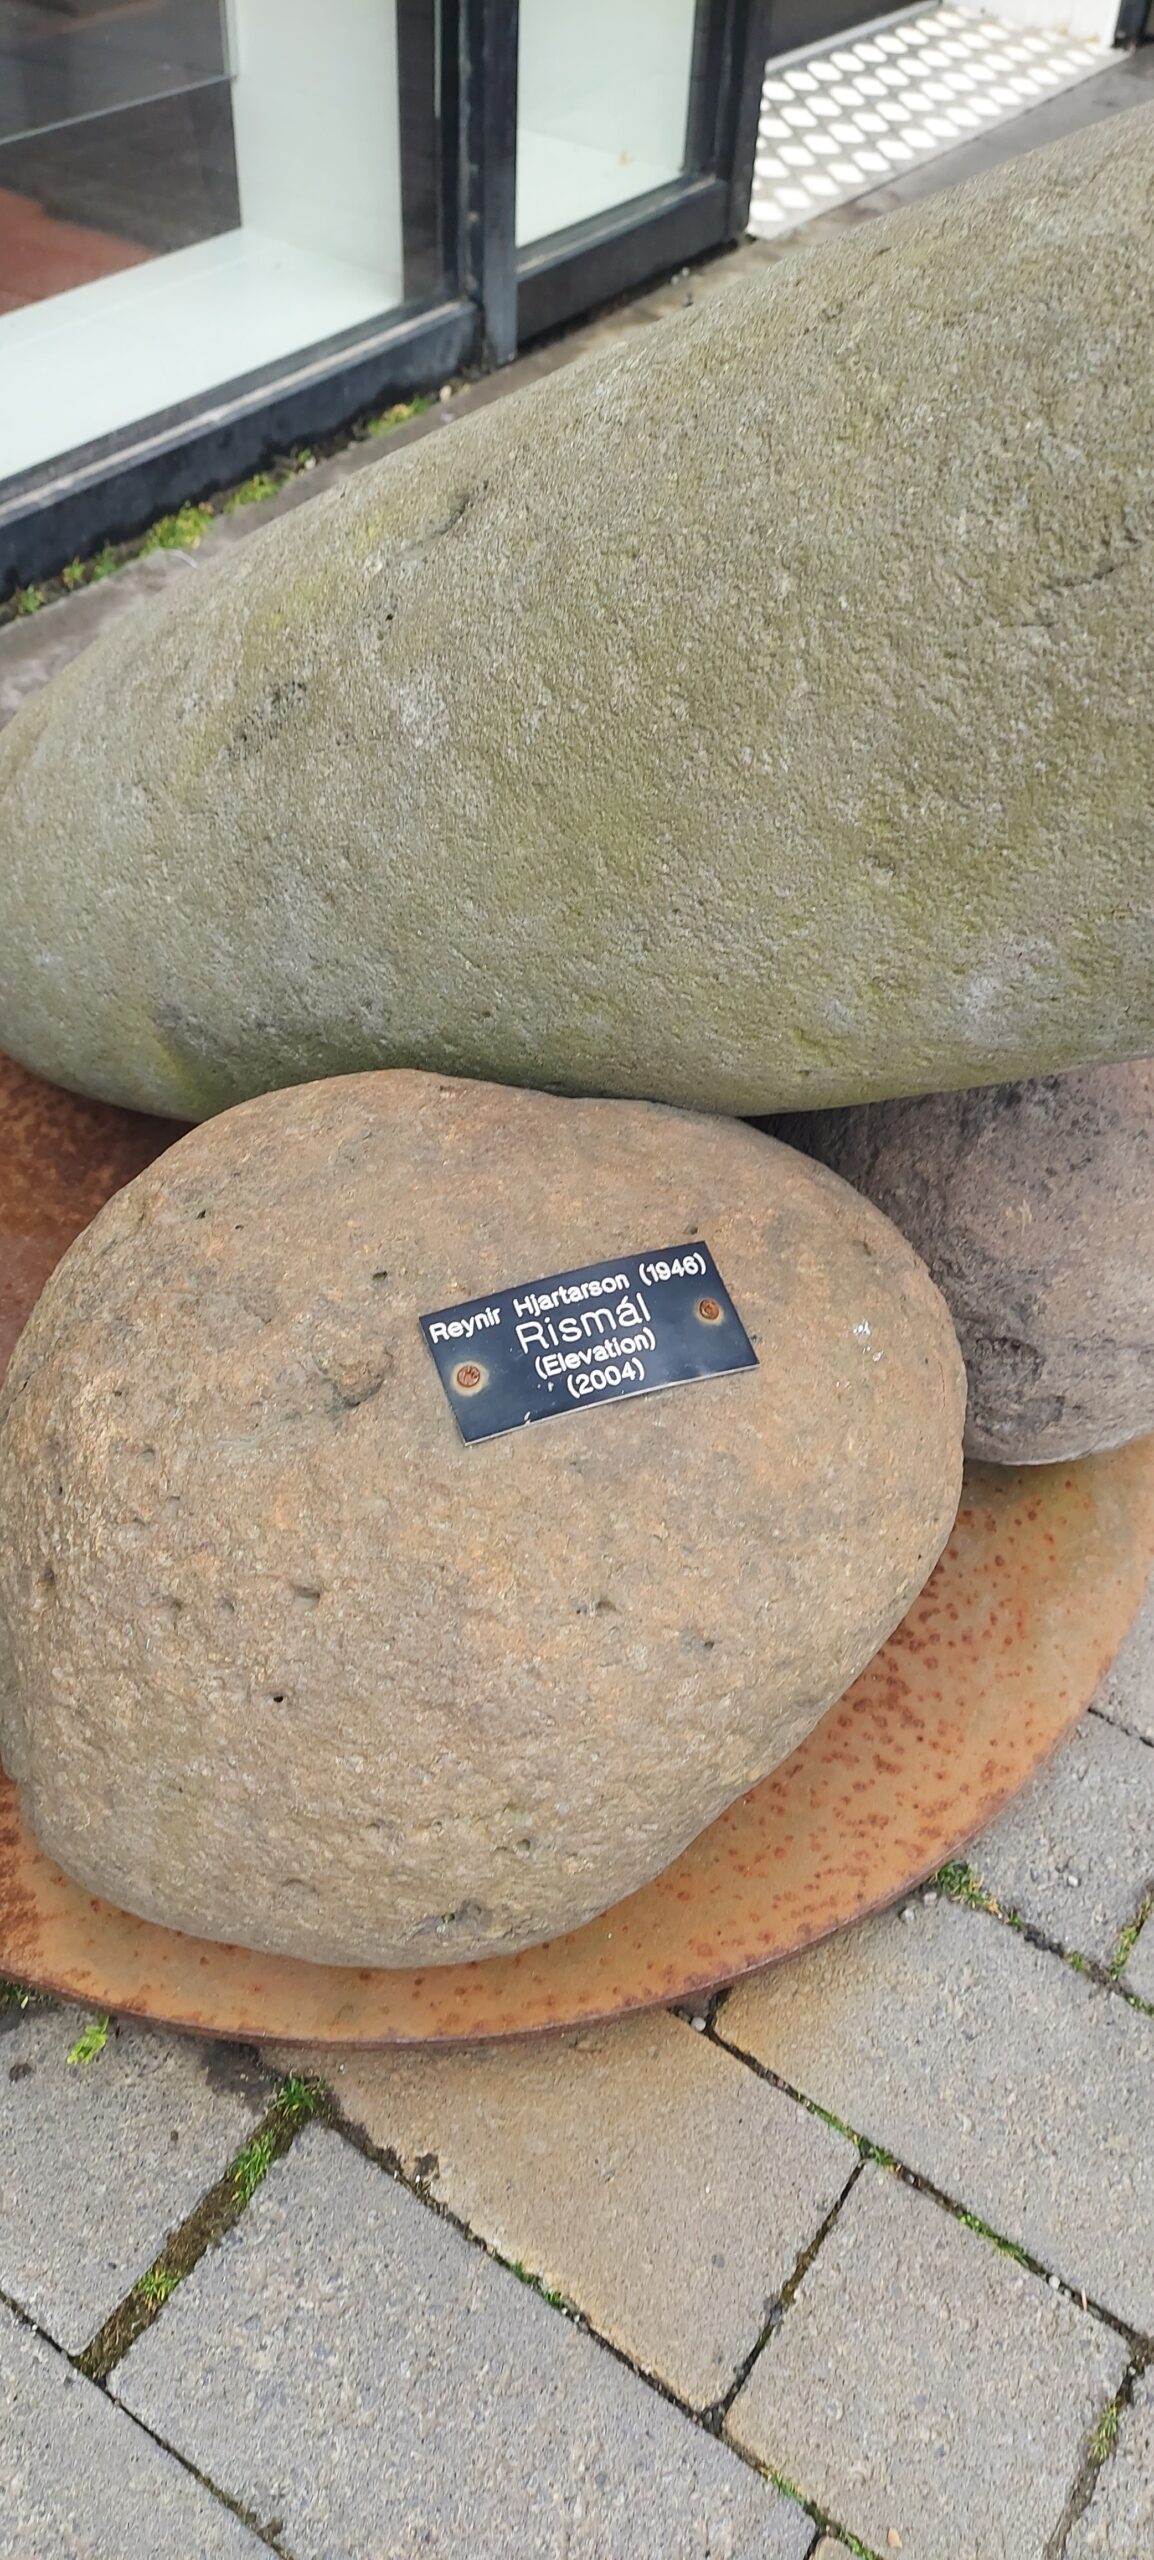 Reynir Hjartarson (1946)
Rismál
(Elevation)
(2004)